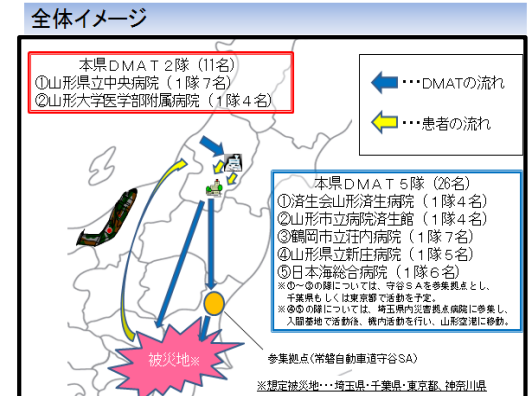 全体イメージ
本県DMAT2隊（11名）
①山形県立中央病院（1隊7名）
②山形大学医学部附属病院（1隊4名）
･･･DMATの流れ
･･･患者の流れ
本県DMAT5隊（26名）
①済生会山形済生病院（1隊4名）
②山形市立病院済生館（1隊4名）
③鶴岡市立荘内病院（1隊7名）
④山形県立新庄病院（1隊5名）
⑤日本海総合病院（1隊6名）
※①～③の隊については、守谷SAを参集拠点とし、
千葉県もしくは東京都で活動を予定。
※④⑤の隊については、埼玉県内災害拠点病院に参集し、
入間基地で活動後、機内活動を行い、山形空港に移動。
被災地※
参集拠点(常磐自動車道守谷SA)
※想定被災地･･･埼玉県・千葉県・東京都、神奈川県